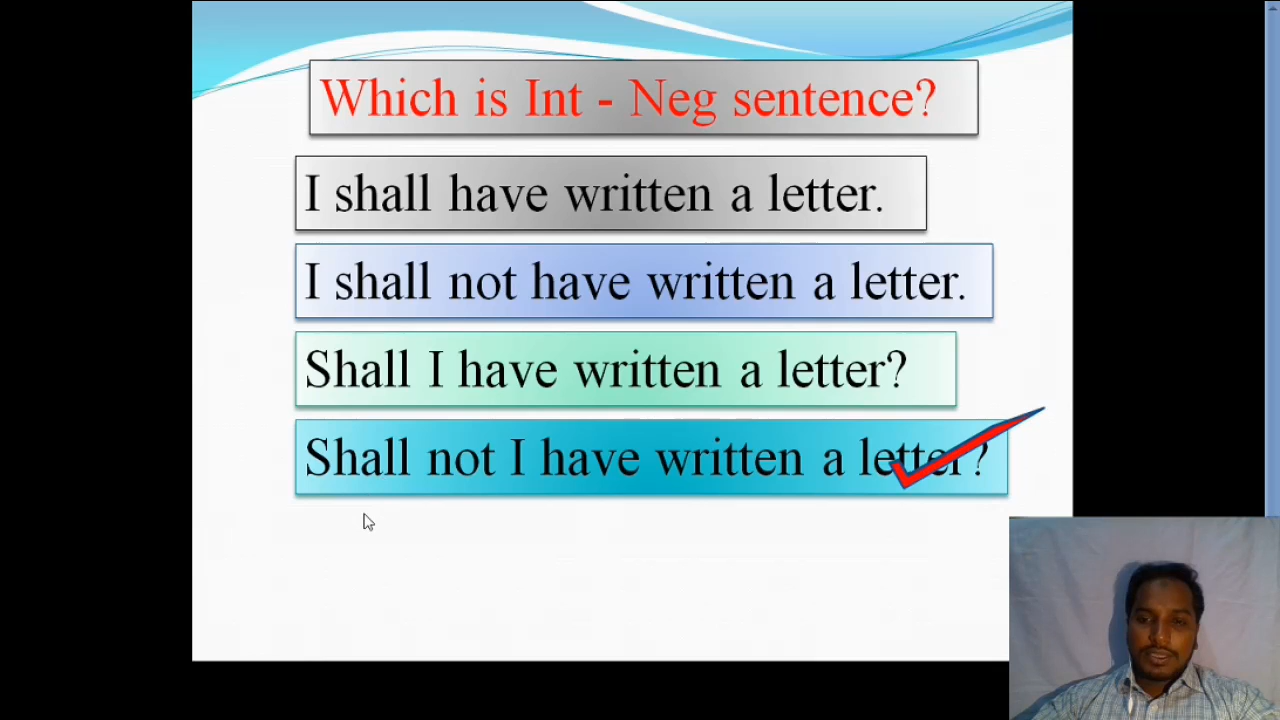 Which is Int - Neg sentence?
I shall have written a letter.
I shall not have written a letter.
Shall I have written a letter?
Shall not I have written a letter?